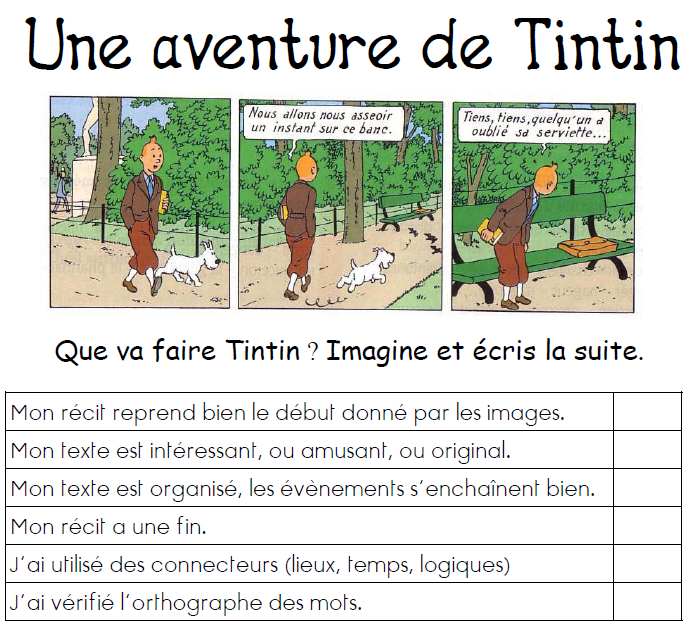 Une aventure de Tintin
Nous allons nous asseoir
un instant sur ce banc.
Tiens, tiens, quelqu'un a
oublié sa serviette...
Que va faire Tintin ? Imagine et écris la suite.
Mon récit reprend bien le début donné par les images.
Mon texte est intéressant, ou amusant, ou original.
Mon texte est organisé, les évènements s'enchaînent bien.
Mon récit a une fin.
J'ai utilisé des connecteurs (lieux, temps, logiques)
J'ai vérifié l'orthographe des mots.